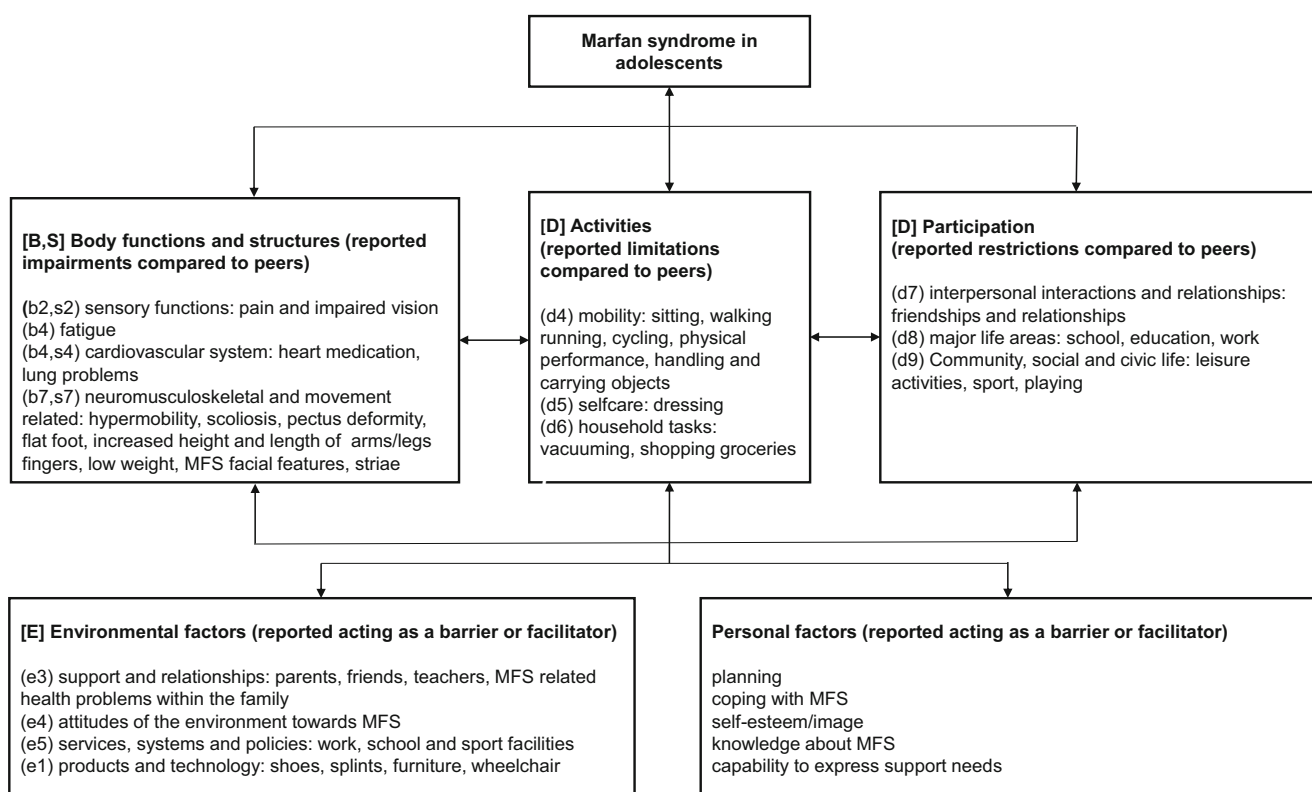 Marfan syndrome in
adolescents
[B,S] Body functions and structures (reported
impairments compared to peers)
(b2,s2) sensory functions: pain and impaired vision
(b4) fatigue
(b4,s4) cardiovascular system: heart medication,
lung problems
(b7,s7) neuromusculoskeletal and movement
related: hypermobility, scoliosis, pectus deformity,
flat foot, increased height and length of arms/legs
fingers, low weight, MFS facial features, striae
[D] Activities
(reported limitations
compared to peers)
(d4) mobility: sitting, walking
running, cycling, physical
performance, handling and
carrying objects
(d5) selfcare: dressing
(d6) household tasks:
vacuuming, shopping groceries
[D] Participation
(reported restrictions compared to peers)
(d7) interpersonal interactions and relationships:
friendships and relationships
(d8) major life areas: school, education, work
(d9) Community, social and civic life: leisure
activities, sport, playing
[E] Environmental factors (reported acting as a barrier or facilitator)
(e3) support and relationships: parents, friends, teachers, MFS related
health problems within the family
(e4) attitudes of the environment towards MFS
(e5) services, systems and policies: work, school and sport facilities
(e1) products and technology: shoes, splints, furniture, wheelchair
Personal factors (reported acting as a barrier or facilitator)
planning
coping with MFS
self-esteem/image
knowledge about MFS
capability to express support needs